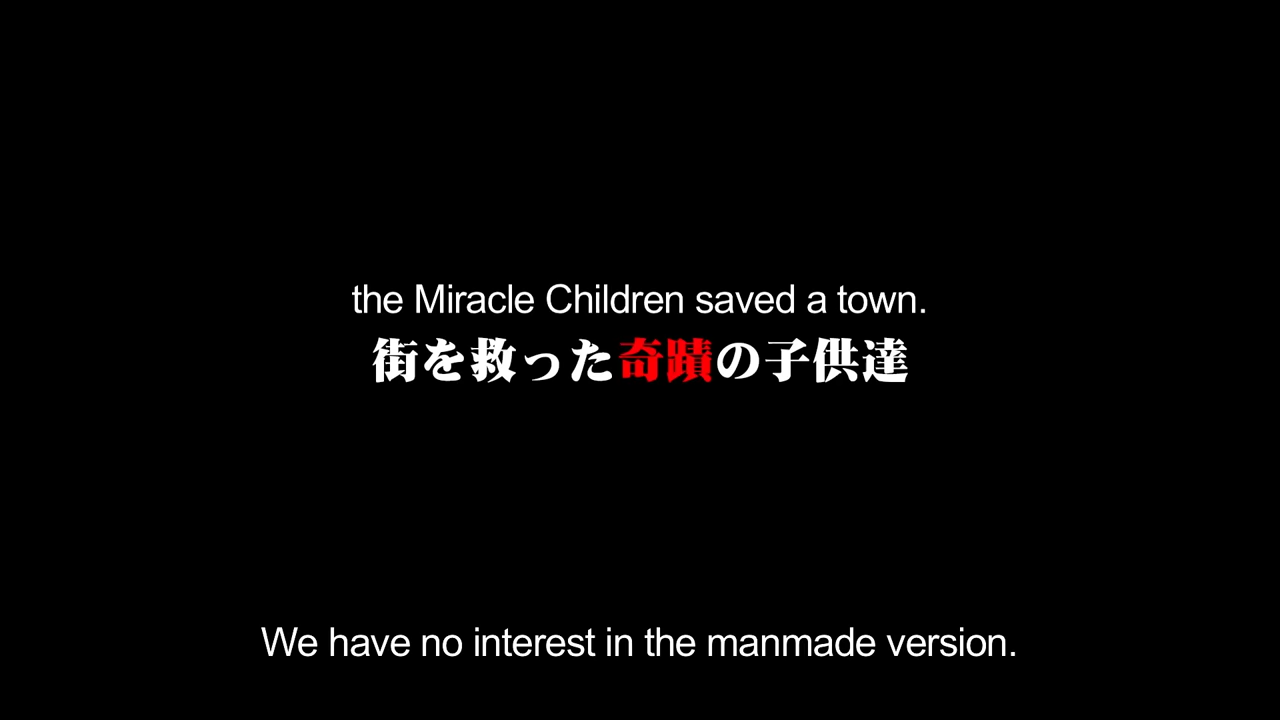 the Miracle Children saved a town.
街を救った奇蹟の子供達
We have no interest in the manmade version.